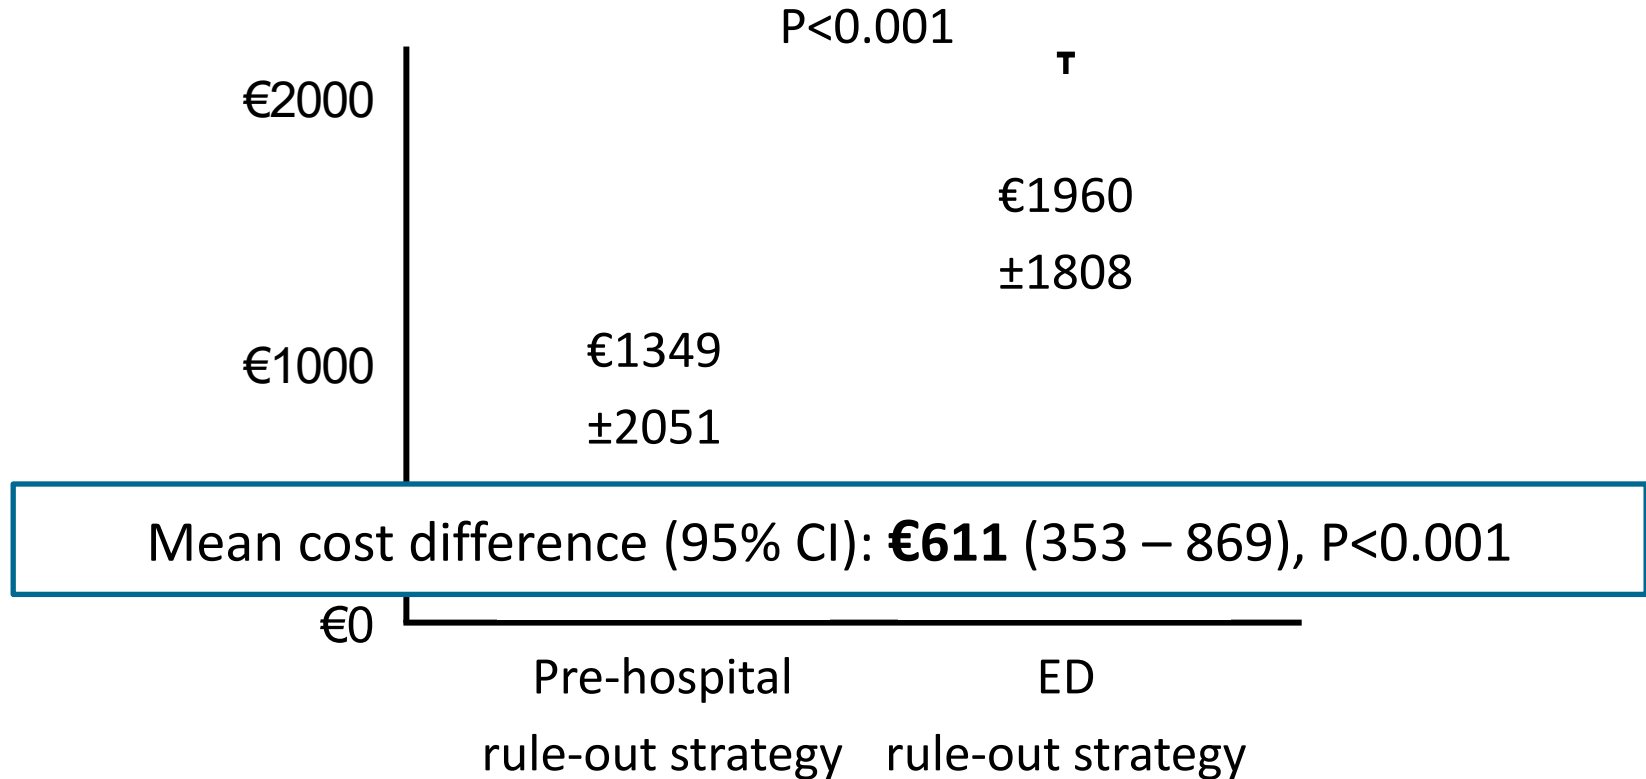 P<0.001
€2000
€1960
±1808
€1000
€1349
±2051
Mean cost difference (95% CI): €611 (353 – 869), P<0.001
€0
Pre-hospital
rule-out strategy
ED
rule-out strategy